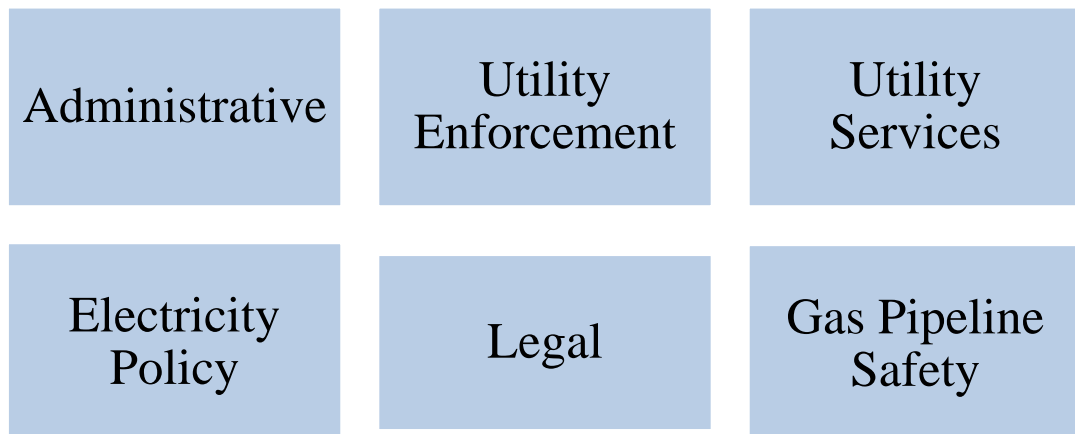 Administrative
Utility
Enforcement
Utility
Services
Electricity
Policy
Legal
Gas Pipeline
Safety